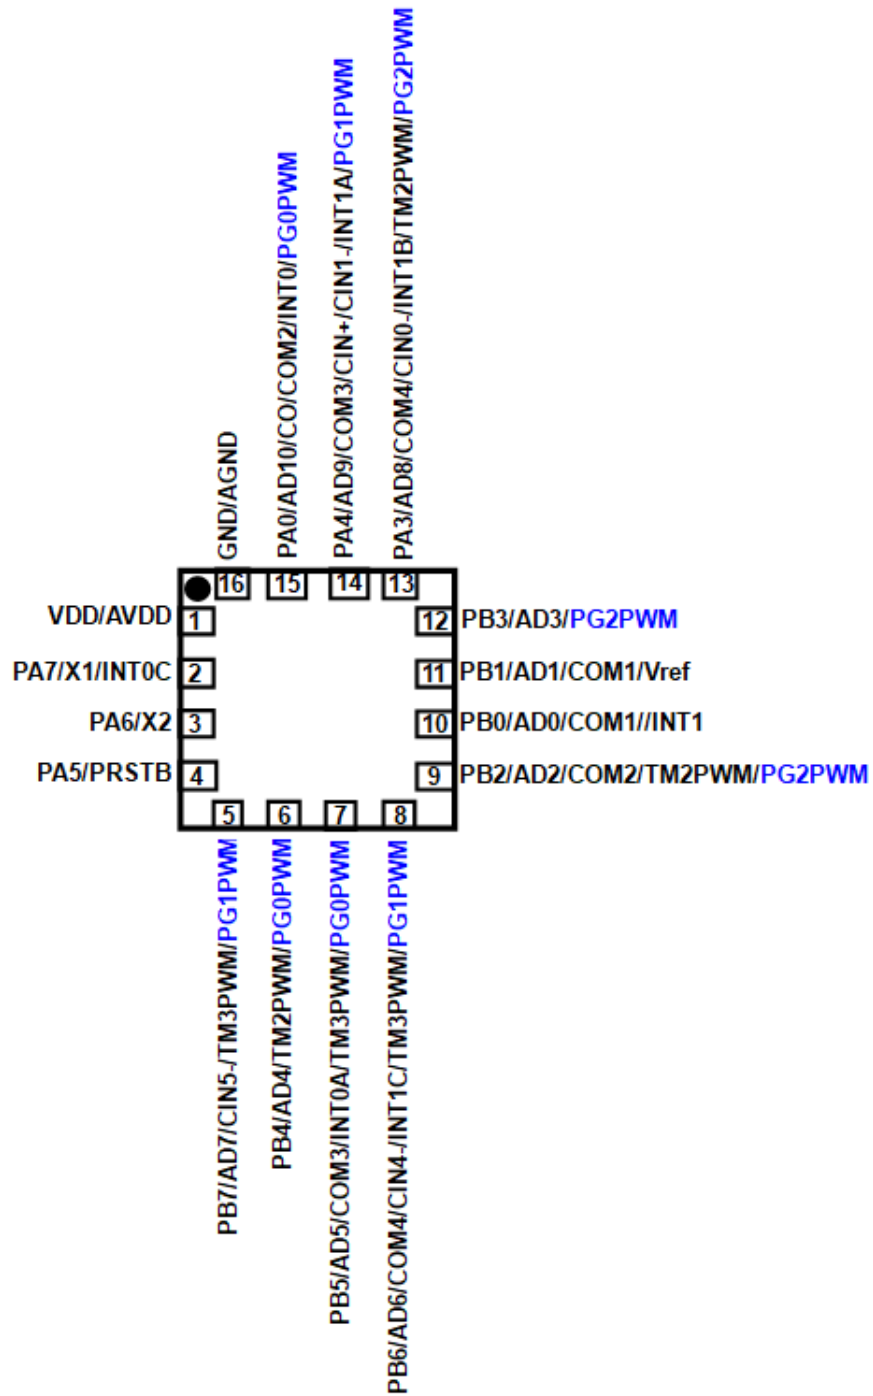 PA3/AD8/COM4/CIN0-/INT1B/TM2PWM/PG2PWM
PA4/AD9/COM3/CIN+/CIN1-/INT1A/PG1PWM
PA0/AD10/CO/COM2/INT0/PG0PWM
GND/AGND
16 15 14 13
VDD/AVDD 1
12 PB3/AD3/PG2PWM
PA7/X1/INT0C 2
11 PB1/AD1/COM1/Vref
PA6/X2 3
10 PB0/AD0/COM1//INT1
PA5/PRSTB 4
9 PB2/AD2/COM2/TM2PWM/PG2PWM
5 6 7 8
PB7/AD7/CIN5-/TM3PWM/PG1PWM
PB4/AD4/TM2PWM/PG0PWM
PB5/AD5/COM3/INT0A/TM3PWM/PG0PWM
PB6/AD6/COM4/CIN4-/INT1C/TM3PWM/PG1PWM